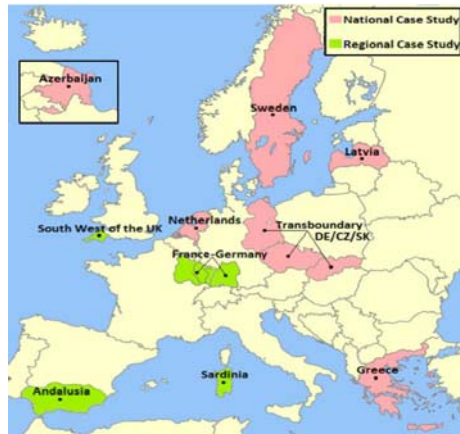 National Case Study
Regional Case Study
Azerbaijan
Sweden
Latvia
South West of the UK
Netherlands
Transboundary
DE/CZ/SK
France-Germany
Sardinia
Greece
Andalusia